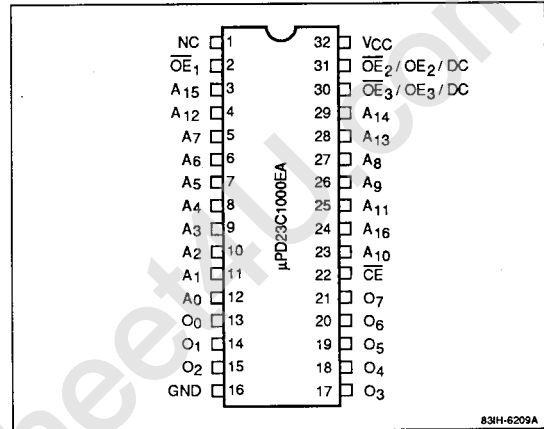 NC 1 32 VCC
OE1 2 31 OE2 / OE2 / DC
A15 3 30 OE3 / OE3 / DC
A12 4 29 A14
A7 5 28 A13
A6 6 27 A8
A5 7 26 A9
A4 8 25 A11
A3 9 24 A16
A2 10 23 A10
A1 11 22 CE
A0 12 21 O7
O0 13 20 O6
O1 14 19 O5
O2 15 18 O4
GND 16 17 O3
µPD23C1000EA
83IH-6209A
heet4U.com